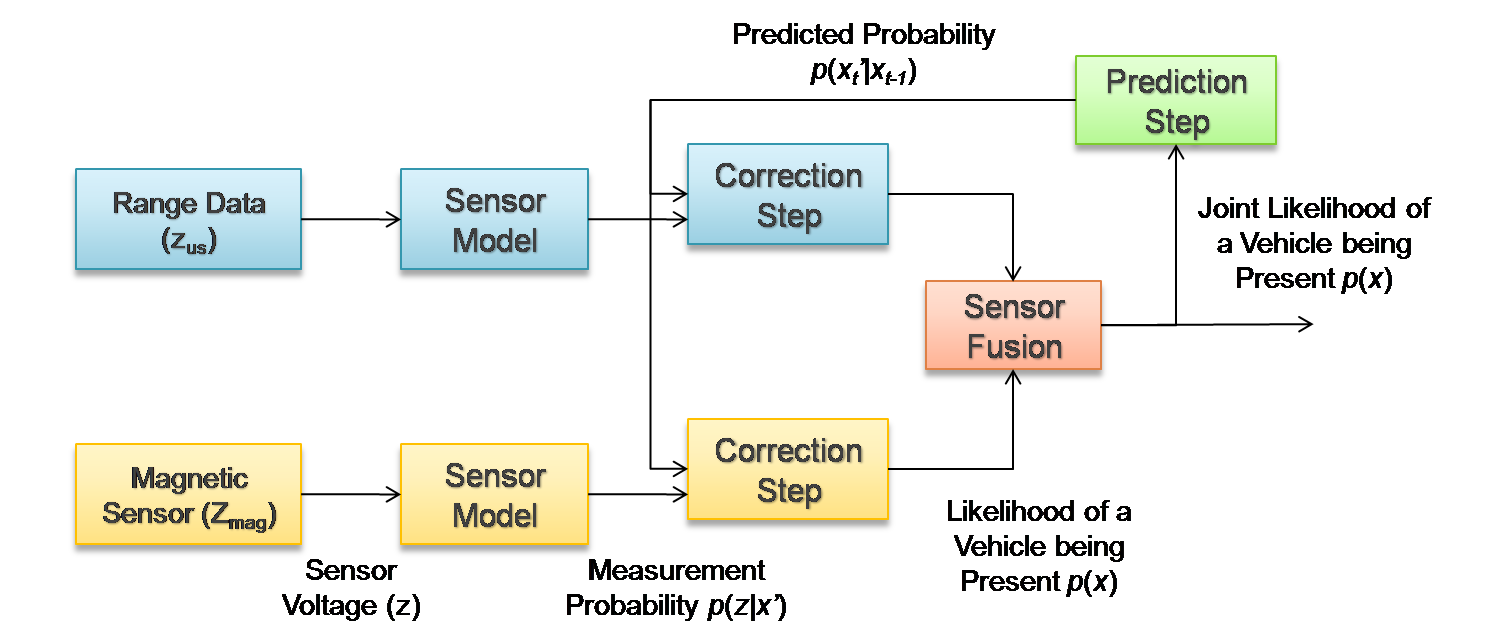 Predicted Probability
p(xt'|xt-1)
Prediction
Step
Range Data
(zus)
Sensor
Model
Correction
Step
Joint Likelihood of
a Vehicle being
Present p(x)
Sensor
Fusion
Magnetic
Sensor (Zmag)
Sensor
Model
Correction
Step
Likelihood of a
Vehicle being
Present p(x)
Sensor
Voltage (z)
Measurement
Probability p(z|x’)